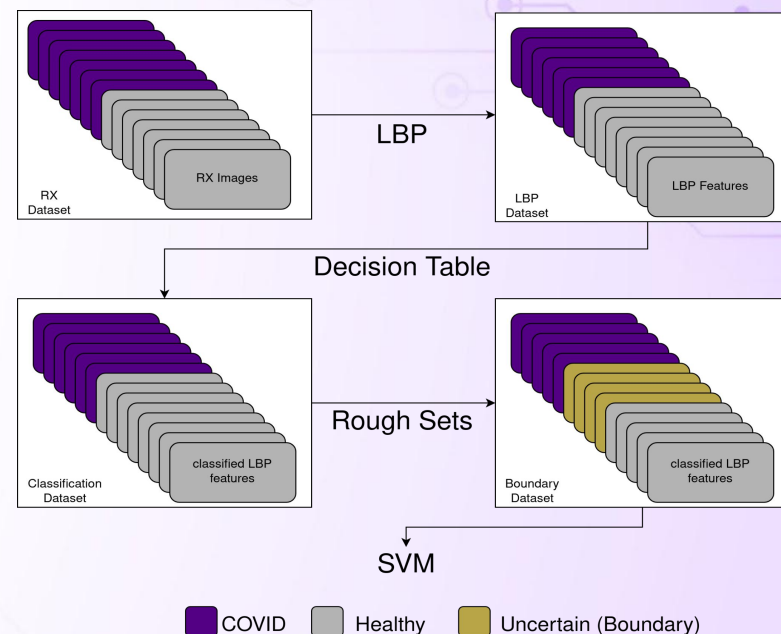 RX Images
RX
Dataset
LBP
LBP Features
LBP
Dataset
Decision Table
classified LBP
features
Classification
Dataset
Rough Sets
classified LBP
features
Boundary
Dataset
SVM
COVID
Healthy
Uncertain (Boundary)